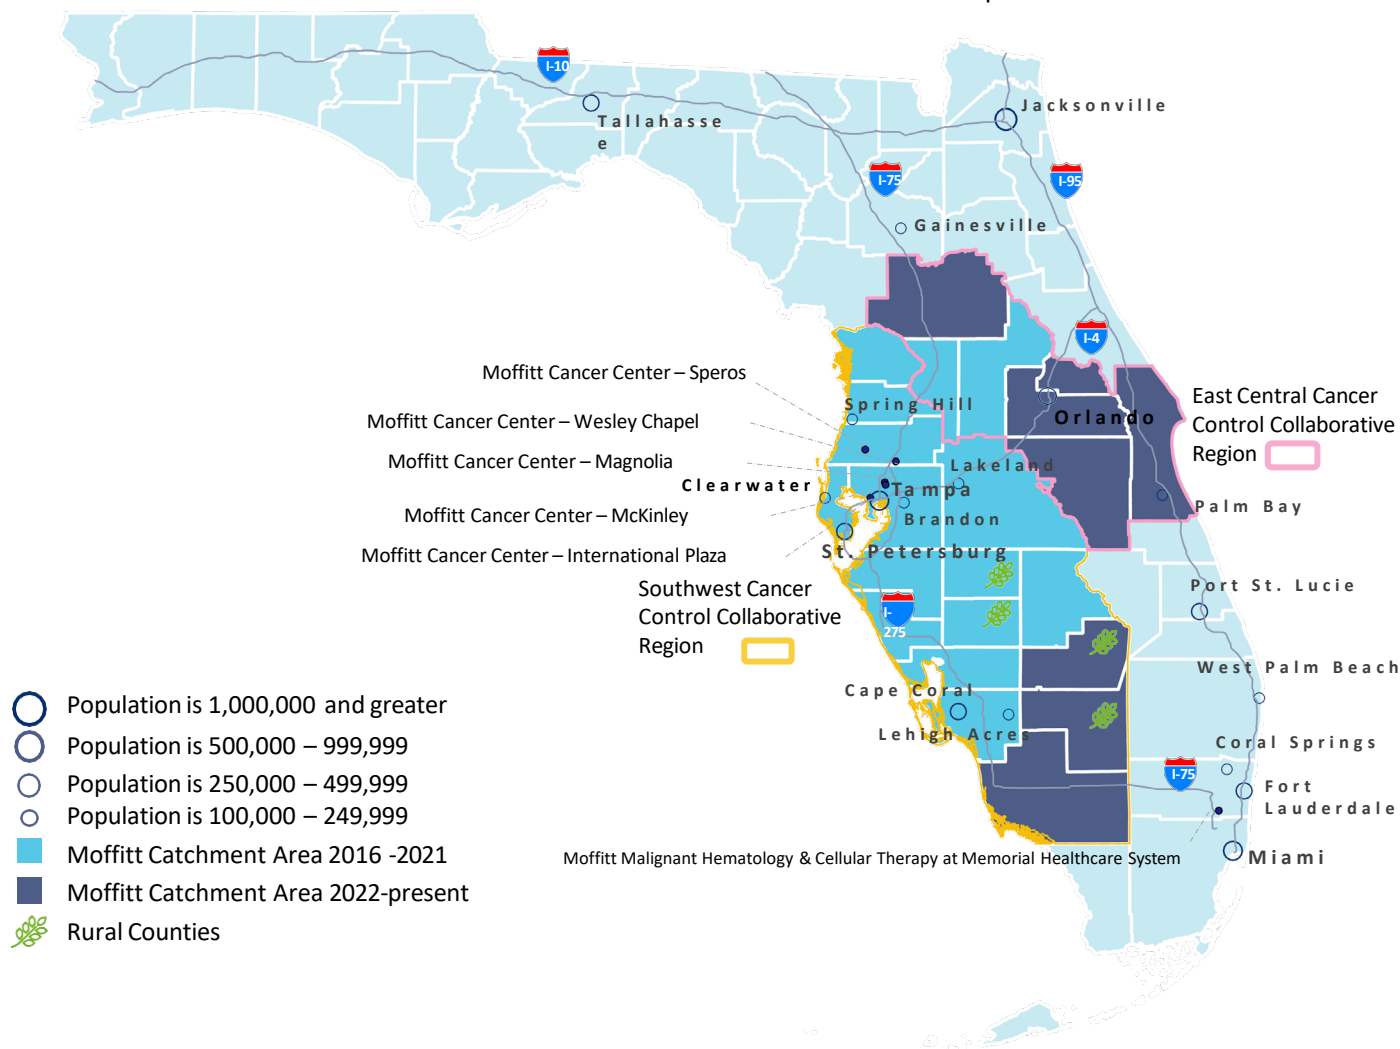 I-10
Jacksonville
Tallahasse
e
I-75
I-95
Gainesville
I-4
Moffitt Cancer Center – Speros
East Central Cancer
Control Collaborative
Region
Spring Hill
Orlando
Moffitt Cancer Center – Wesley Chapel
Moffitt Cancer Center – Magnolia
Lakeland
Clearwater
Tampa
Palm Bay
Moffitt Cancer Center – McKinley
Brandon
Moffitt Cancer Center – International Plaza
St. Petersburg
Southwest Cancer
Control Collaborative
Region
I-
275
Port St. Lucie
West Palm Beach
Cape Coral
Lehigh Acres
Coral Springs
I-75
Fort
Lauderdale
Moffitt Malignant Hematology & Cellular Therapy at Memorial Healthcare System
Miami
Population is 1,000,000 and greater
Population is 500,000 – 999,999
Population is 250,000 – 499,999
Population is 100,000 – 249,999
Moffitt Catchment Area 2016 -2021
Moffitt Catchment Area 2022-present
Rural Counties